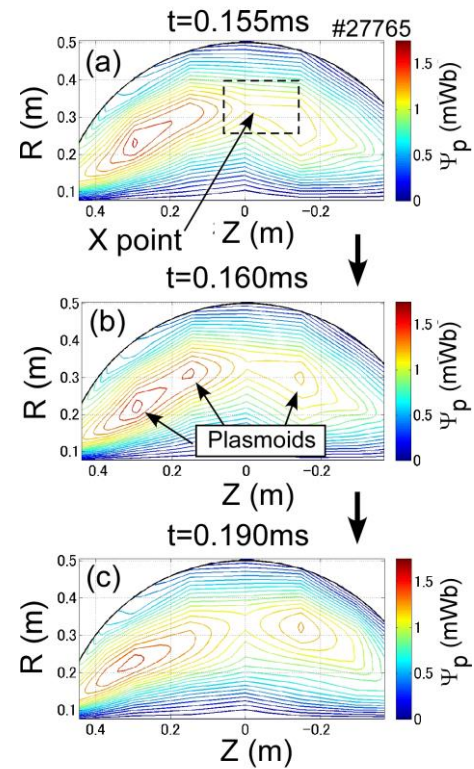 t=0.155ms #27765
(a)
0.5
0.4
0.3
0.2
0.1
R (m)
0.4 0.2 0 -0.2
Z (m)
1.5
1
0.5
0
Ψp (mWb)
X point
t=0.160ms
(b)
0.5
0.4
0.3
0.2
0.1
R (m)
Plasmoids
0.4 0.2 0 -0.2
Z (m)
1.5
1
0.5
0
Ψp (mWb)
t=0.190ms
(c)
0.5
0.4
0.3
0.2
0.1
R (m)
0.4 0.2 0 -0.2
Z (m)
1.5
1
0.5
0
Ψp (mWb)